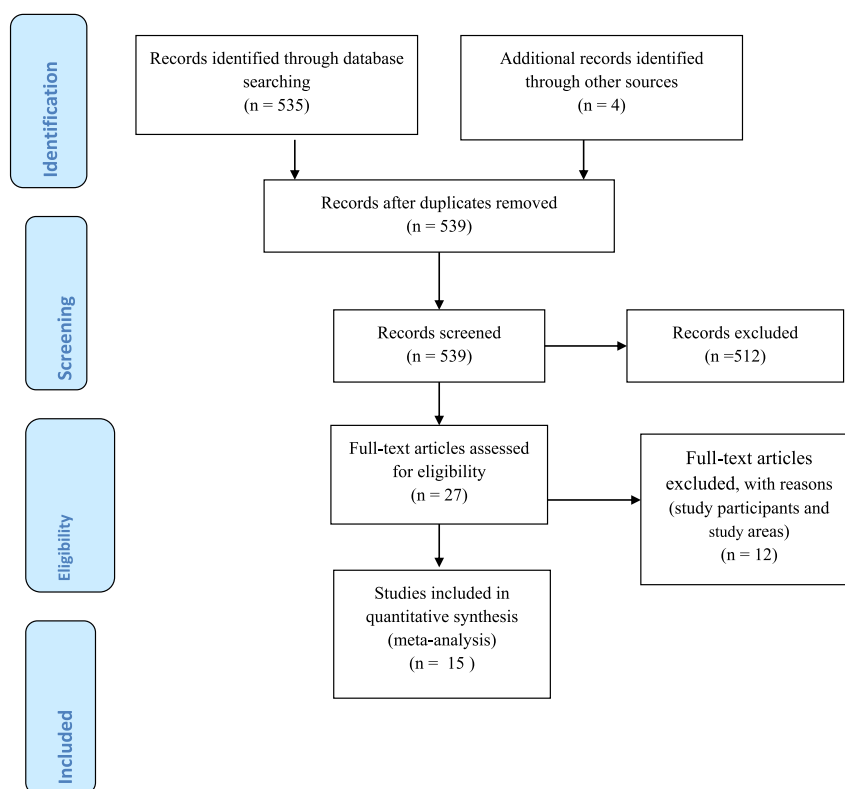 Identification
Records identified through database
searching
(n = 535)
Additional records identified
through other sources
(n = 4)
Records after duplicates removed
(n = 539)
Screening
Records screened
(n = 539)
Records excluded
(n =512)
Eligibility
Full-text articles assessed
for eligibility
(n = 27)
Full-text articles
excluded, with reasons
(study participants and
study areas)
(n = 12)
Included
Studies included in
quantitative synthesis
(meta-analysis)
(n = 15 )